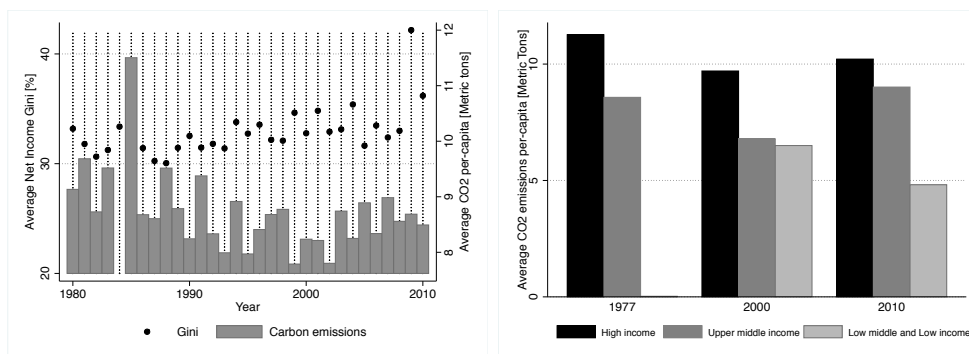 Average Net Income Gini [%]
40
30
20
12
11
10
9
8
Average CO2 per-capita [Metric tons]
1980
1990
2000
2010
Year
Gini
Carbon emissions
Average CO2 emissions per-capita [Metric Tons]
10
5
0
1977
2000
2010
High income
Upper middle income
Low middle and Low income